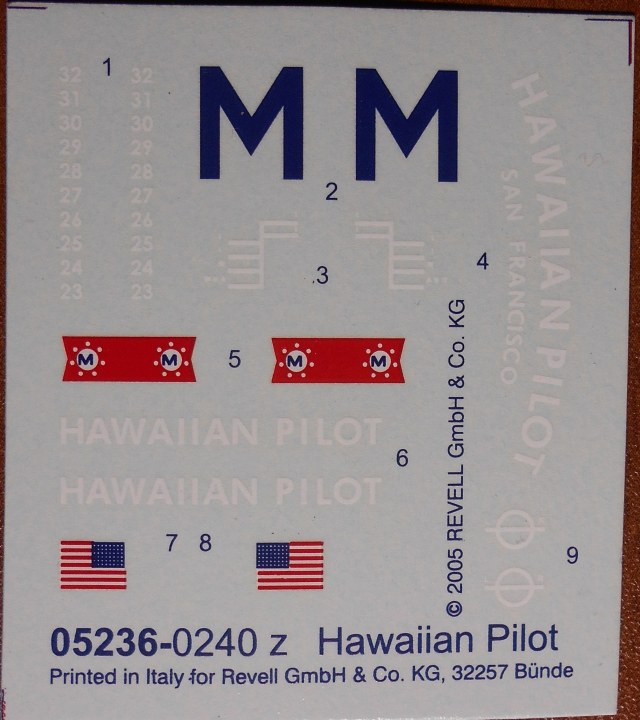 1
32 32
31 31
30 30
29 29
28 28
27 27
26 26
25 25
24 24
23 23
M M
2
3
4
HAWAIIAN PILOT
SAN FRANCISCO
M M
5
M M
HAWAIIAN PILOT
6
HAWAIIAN PILOT
7 8
9
© 2005 REVELL GmbH & Co. KG
05236-0240 z Hawaiian Pilot
Printed in Italy for Revell GmbH & Co. KG, 32257 Bünde